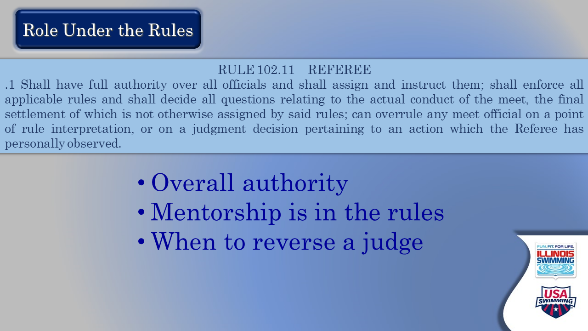 Role Under the Rules
RULE 102.11 REFEREE
.1 Shall have full authority over all officials and shall assign and instruct them; shall enforce all
applicable rules and shall decide all questions relating to the actual conduct of the meet, the final
settlement of which is not otherwise assigned by said rules; can overrule any meet official on a point
of rule interpretation, or on a judgment decision pertaining to an action which the Referee has
personally observed.
• Overall authority
• Mentorship is in the rules
• When to reverse a judge
FUN. FIT. FOR LIFE.
ILLINOIS
SWIMMING
USA
SWIMMING